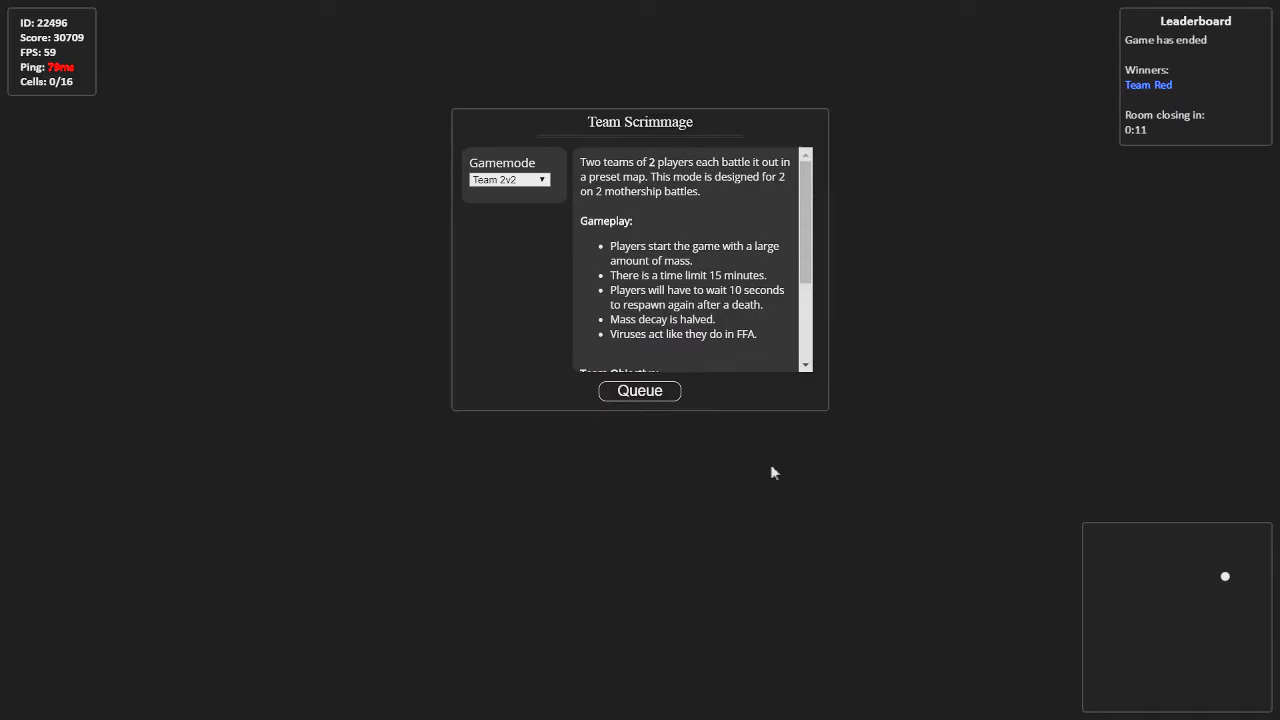 ID: 22496
Score: 30709
FPS: 59
Ping: 79ms
Cells: 0/16
Leaderboard
Game has ended
Winners:
Team Red
Room closing in:
0:11
Team Scrimmage
Gamemode
Team 2v2
Two teams of 2 players each battle it out in
a preset map. This mode is designed for 2
on 2 mothership battles.
Gameplay:
Players start the game with a large
amount of mass.
There is a time limit 15 minutes.
Players will have to wait 10 seconds
to respawn again after a death.
Mass decay is halved.
Viruses act like they do in FFA.
Queue